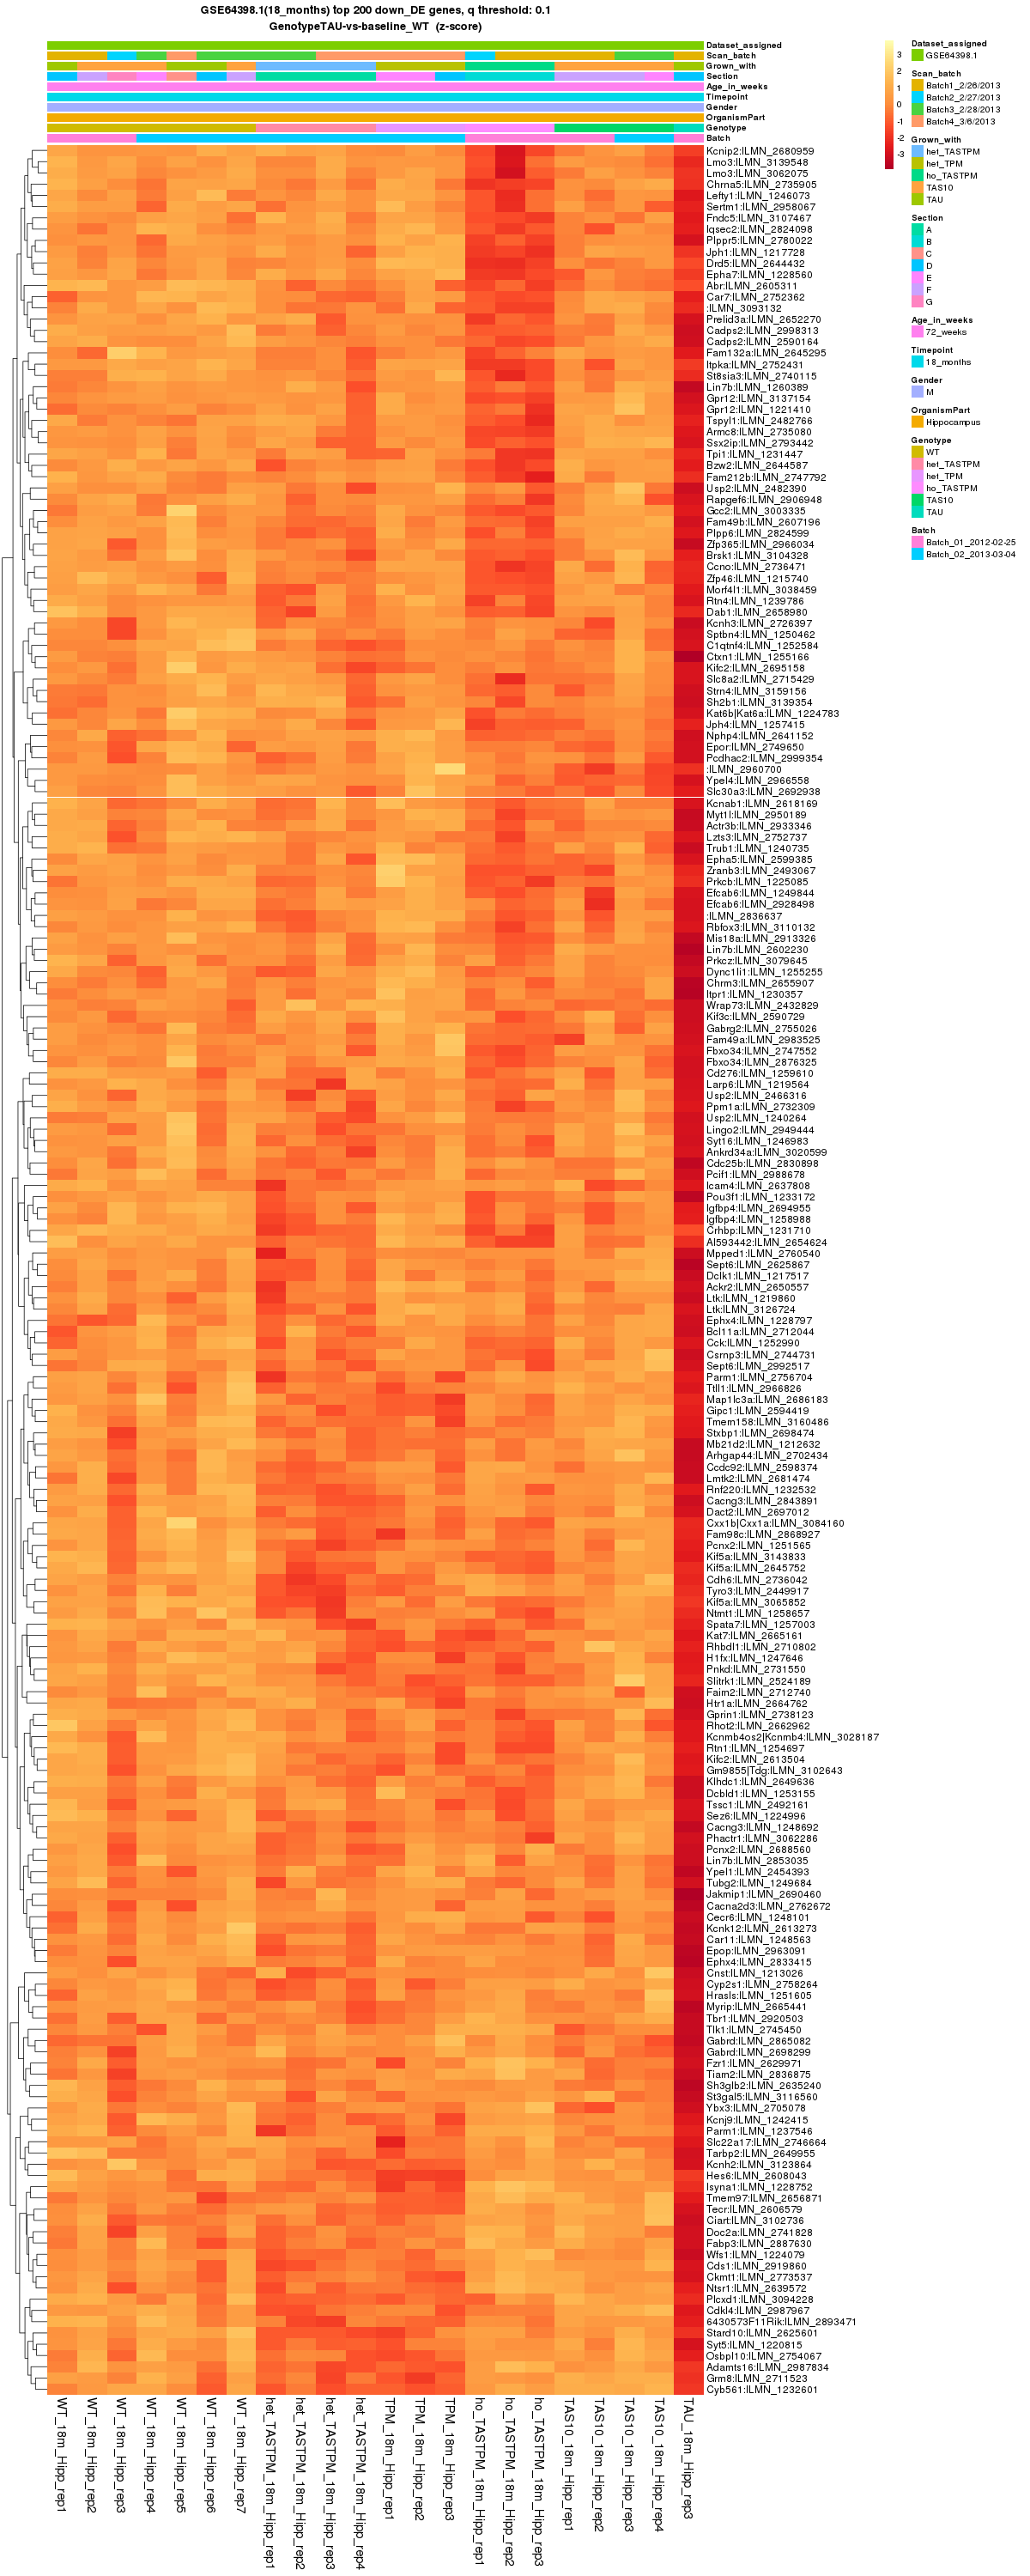 GSE64398.1(18_months) top 200 down_DE genes, q threshold: 0.1
GenotypeTAU-vs-baseline_WT  (z-score)
Dataset_assigned
Scan_batch
Grown_with
Section
Age_in_weeks
Timepoint
Gender
OrganismPart
Genotype
Batch
Kcnip2:ILMN_2680959
Lmo3:ILMN_3139548
Lmo3:ILMN_3062075
Chrna5:ILMN_2735905
Lefty1:ILMN_1246073
Sertm1:ILMN_2958067
Fndc5:ILMN_3107467
Iqsec2:ILMN_2824098
Plppr5:ILMN_2780022
Jph1:ILMN_1217728
Drd5:ILMN_2644432
Epha7:ILMN_1228560
Abr:ILMN_2605311
Car7:ILMN_2752362
:ILMN_3093132
Prelid3a:ILMN_2652270
Cadps2:ILMN_2998313
Cadps2:ILMN_2590164
Fam132a:ILMN_2645295
Itpka:ILMN_2752431
St8sia3:ILMN_2740115
Lin7b:ILMN_1260389
Gpr12:ILMN_3137154
Gpr12:ILMN_1221410
Tspyl1:ILMN_2482766
Armc8:ILMN_2735080
Ssx2ip:ILMN_2793442
Tpi1:ILMN_1231447
Bzw2:ILMN_2644587
Fam212b:ILMN_2747792
Usp2:ILMN_2482390
Rapgef6:ILMN_2906948
Gcc2:ILMN_3003335
Fam49b:ILMN_2607196
Plpp6:ILMN_2824599
Zfp365:ILMN_2966034
Brsk1:ILMN_3104328
Ccno:ILMN_2736471
Zfp46:ILMN_1215740
Morf4l1:ILMN_3038459
Rtn4:ILMN_1239786
Dab1:ILMN_2658980
Kcnh3:ILMN_2726397
Sptbn4:ILMN_1250462
C1qtnf4:ILMN_1252584
Ctxn1:ILMN_1255166
Kifc2:ILMN_2695158
Slc8a2:ILMN_2715429
Strn4:ILMN_3159156
Sh2b1:ILMN_3139354
Kat6b|Kat6a:ILMN_1224783
Jph4:ILMN_1257415
Nphp4:ILMN_2641152
Epor:ILMN_2749650
Pcdhac2:ILMN_2999354
:ILMN_2960700
Ypel4:ILMN_2966558
Slc30a3:ILMN_2692938
Kcnab1:ILMN_2618169
Myt1l:ILMN_2950189
Actr3b:ILMN_2933346
Lzts3:ILMN_2752737
Trub1:ILMN_1240735
Epha5:ILMN_2599385
Zranb3:ILMN_2493067
Prkcb:ILMN_1225085
Efcab6:ILMN_1249844
Efcab6:ILMN_2928498
:ILMN_2836637
Rbfox3:ILMN_3110132
Mis18a:ILMN_2913326
Lin7b:ILMN_2602230
Prkcz:ILMN_3079645
Dync1li1:ILMN_1255255
Chrm3:ILMN_2655907
Itpr1:ILMN_1230357
Wrap73:ILMN_2432829
Kif3c:ILMN_2590729
Gabrg2:ILMN_2755026
Fam49a:ILMN_2983525
Fbxo34:ILMN_2747552
Fbxo34:ILMN_2876325
Cd276:ILMN_1259610
Larp6:ILMN_1219564
Usp2:ILMN_2466316
Ppm1a:ILMN_2732309
Usp2:ILMN_1240264
Lingo2:ILMN_2949444
Syt16:ILMN_1246983
Ankrd34a:ILMN_3020599
Cdc25b:ILMN_2830898
Pcif1:ILMN_2988678
Icam4:ILMN_2637808
Pou3f1:ILMN_1233172
Igfbp4:ILMN_2694955
Igfbp4:ILMN_1258988
Crhbp:ILMN_1231710
AI593442:ILMN_2654624
Mpped1:ILMN_2760540
Sept6:ILMN_2625867
Dclk1:ILMN_1217517
Ackr2:ILMN_2650557
Ltk:ILMN_1219860
Ltk:ILMN_3126724
Ephx4:ILMN_1228797
Bcl11a:ILMN_2712044
Cck:ILMN_1252990
Csrnp3:ILMN_2744731
Sept6:ILMN_2992517
Parm1:ILMN_2756704
Ttll1:ILMN_2966826
Map1lc3a:ILMN_2686183
Gipc1:ILMN_2594419
Tmem158:ILMN_3160486
Stxbp1:ILMN_2698474
Mb21d2:ILMN_1212632
Arhgap44:ILMN_2702434
Ccdc92:ILMN_2598374
Lmtk2:ILMN_2681474
Rnf220:ILMN_1232532
Cacng3:ILMN_2843891
Dact2:ILMN_2697012
Cxx1b|Cxx1a:ILMN_3084160
Fam98c:ILMN_2868927
Pcnx2:ILMN_1251565
Kif5a:ILMN_3143833
Kif5a:ILMN_2645752
Cdh6:ILMN_2736042
Tyro3:ILMN_2449917
Kif5a:ILMN_3065852
Ntmt1:ILMN_1258657
Spata7:ILMN_1257003
Kat7:ILMN_2665161
Rhbdl1:ILMN_2710802
H1fx:ILMN_1247646
Pnkd:ILMN_2731550
Slitrk1:ILMN_2524189
Faim2:ILMN_2712740
Htr1a:ILMN_2664762
Gprin1:ILMN_2738123
Rhot2:ILMN_2662962
Kcnmb4os2|Kcnmb4:ILMN_3028187
Rtn1:ILMN_1254697
Kifc2:ILMN_2613504
Gm9855|Tdg:ILMN_3102643
Klhdc1:ILMN_2649636
Dcbld1:ILMN_1253155
Tssc1:ILMN_2492161
Sez6:ILMN_1224996
Cacng3:ILMN_1248692
Phactr1:ILMN_3062286
Pcnx2:ILMN_2688560
Lin7b:ILMN_2853035
Ypel1:ILMN_2454393
Tubg2:ILMN_1249684
Jakmip1:ILMN_2690460
Cacna2d3:ILMN_2762672
Cecr6:ILMN_1248101
Kcnk12:ILMN_2613273
Car11:ILMN_1248563
Epop:ILMN_2963091
Ephx4:ILMN_2833415
Cnst:ILMN_1213026
Cyp2s1:ILMN_2758264
Hrasls:ILMN_1251605
Myrip:ILMN_2665441
Tbr1:ILMN_2920503
Tlk1:ILMN_2745450
Gabrd:ILMN_2865082
Gabrd:ILMN_2698299
Fzr1:ILMN_2629971
Tiam2:ILMN_2836875
Sh3glb2:ILMN_2635240
St3gal5:ILMN_3116560
Ybx3:ILMN_2705078
Kcnj9:ILMN_1242415
Parm1:ILMN_1237546
Slc22a17:ILMN_2746664
Tarbp2:ILMN_2649955
Kcnh2:ILMN_3123864
Hes6:ILMN_2608043
Isyna1:ILMN_1228752
Tmem97:ILMN_2656871
Tecr:ILMN_2606579
Ciart:ILMN_3102736
Doc2a:ILMN_2741828
Fabp3:ILMN_2887630
Wfs1:ILMN_1224079
Cds1:ILMN_2919860
Ckmt1:ILMN_2773537
Ntsr1:ILMN_2639572
Plcxd1:ILMN_3094228
Cdkl4:ILMN_2987967
6430573F11Rik:ILMN_2893471
Stard10:ILMN_2625601
Syt5:ILMN_1220815
Osbpl10:ILMN_2754067
Adamts16:ILMN_2987834
Grm8:ILMN_2711523
Cyb561:ILMN_1232601
WT_18m_Hipp_rep1
WT_18m_Hipp_rep2
WT_18m_Hipp_rep3
WT_18m_Hipp_rep4
WT_18m_Hipp_rep5
WT_18m_Hipp_rep6
WT_18m_Hipp_rep7
het_TASTPM_18m_Hipp_rep1
het_TASTPM_18m_Hipp_rep2
het_TASTPM_18m_Hipp_rep3
het_TASTPM_18m_Hipp_rep4
TPM_18m_Hipp_rep1
TPM_18m_Hipp_rep2
TPM_18m_Hipp_rep3
ho_TASTPM_18m_Hipp_rep1
ho_TASTPM_18m_Hipp_rep2
ho_TASTPM_18m_Hipp_rep3
TAS10_18m_Hipp_rep1
TAS10_18m_Hipp_rep2
TAS10_18m_Hipp_rep3
TAS10_18m_Hipp_rep4
TAU_18m_Hipp_rep3
3
2
1
0
-1
-2
-3
Dataset_assigned
GSE64398.1
Scan_batch
Batch1_2/26/2013
Batch2_2/27/2013
Batch3_2/28/2013
Batch4_3/6/2013
Grown_with
het_TASTPM
het_TPM
ho_TASTPM
TAS10
TAU
Section
A
B
C
D
E
F
G
Age_in_weeks
72_weeks
Timepoint
18_months
Gender
M
OrganismPart
Hippocampus
Genotype
WT
het_TASTPM
het_TPM
ho_TASTPM
TAS10
TAU
Batch
Batch_01_2012-02-25
Batch_02_2013-03-04